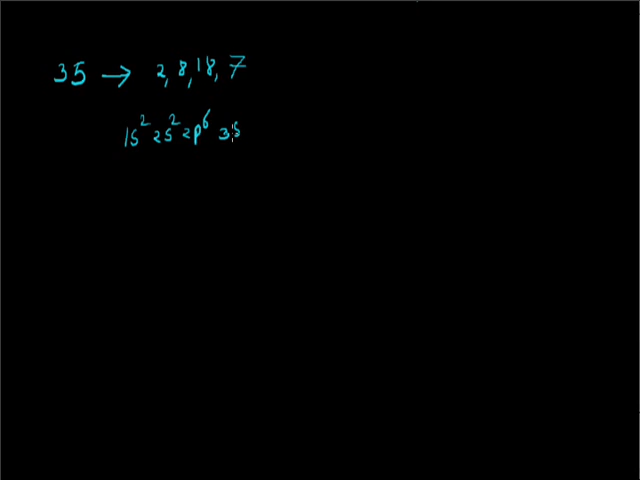 35 → 2, 8, 18, 7
1s² 2s² 2p⁶ 3s